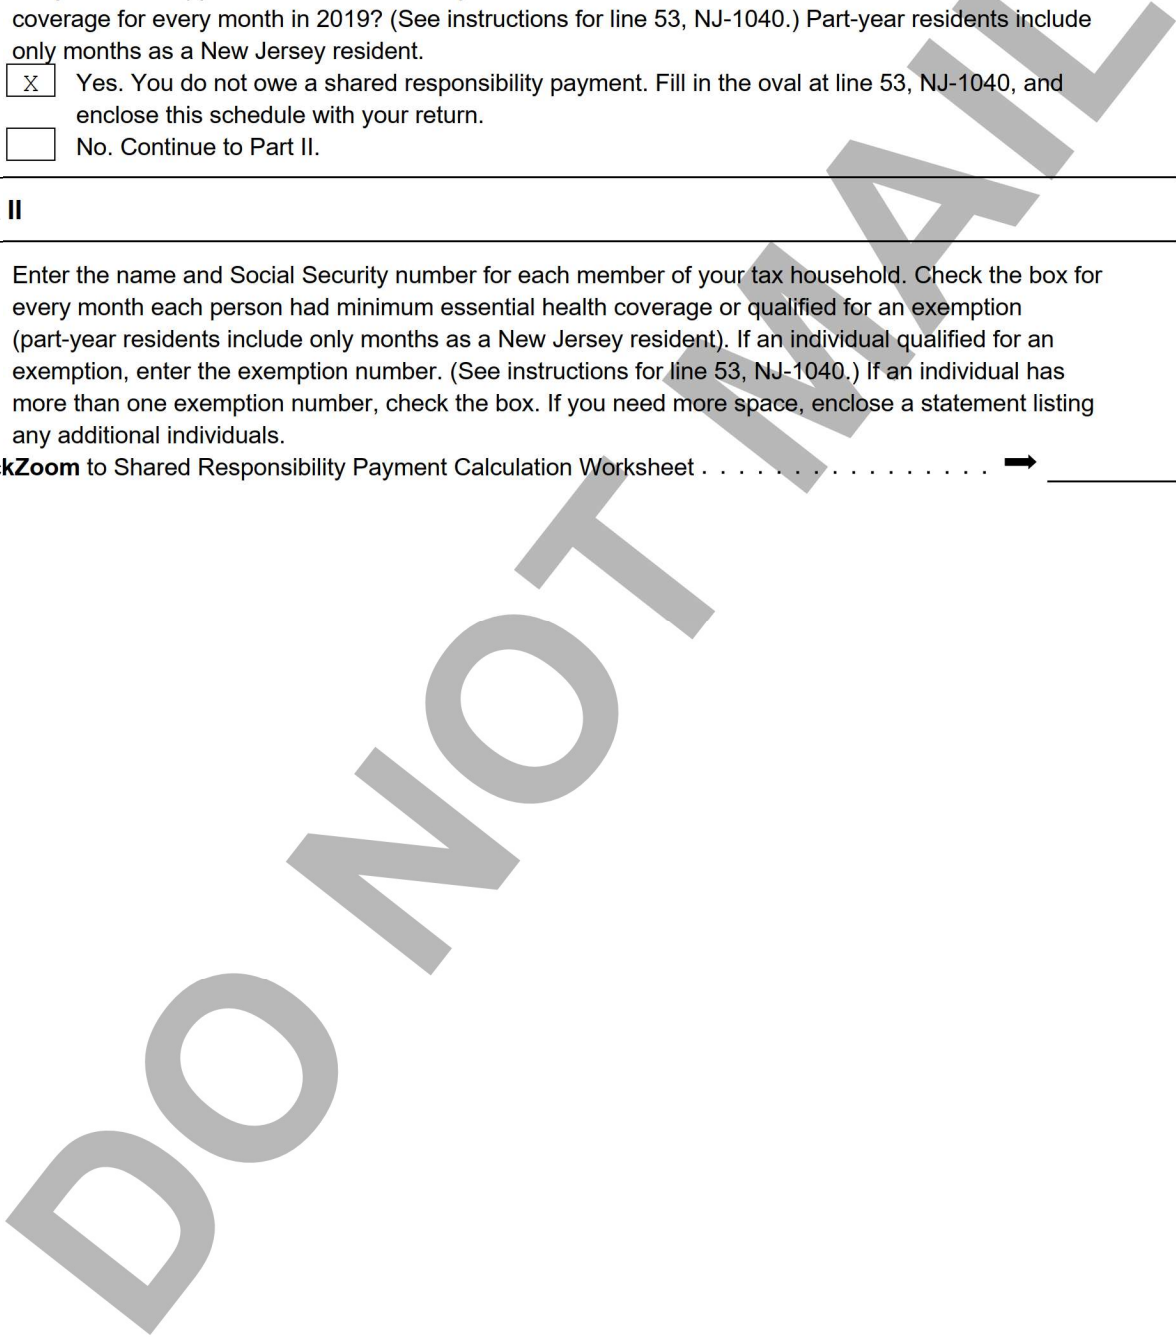 coverage for every month in 2019? (See instructions for line 53, NJ-1040.) Part-year residents include
only months as a New Jersey resident.
X Yes. You do not owe a shared responsibility payment. Fill in the oval at line 53, NJ-1040, and
enclose this schedule with your return.
No. Continue to Part II.
II
Enter the name and Social Security number for each member of your tax household. Check the box for
every month each person had minimum essential health coverage or qualified for an exemption
(part-year residents include only months as a New Jersey resident). If an individual qualified for an
exemption, enter the exemption number. (See instructions for line 53, NJ-1040.) If an individual has
more than one exemption number, check the box. If you need more space, enclose a statement listing
any additional individuals.
kZoom to Shared Responsibility Payment Calculation Worksheet . . . . . . . . . . . . . . . .
DO NOT MAIL